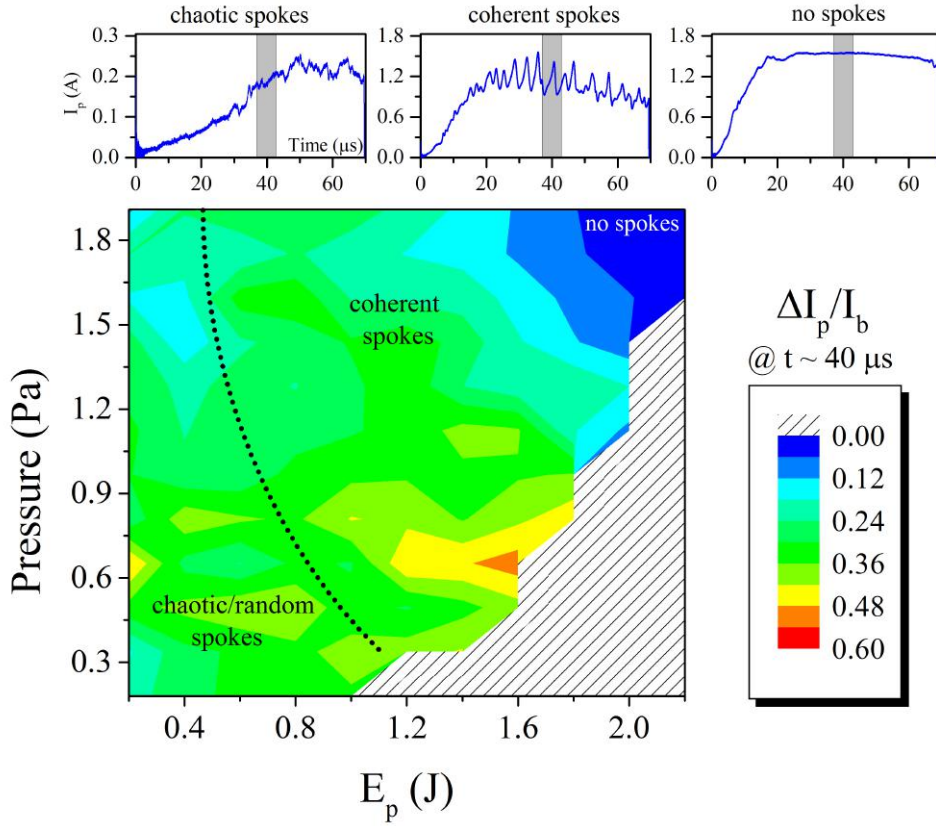 chaotic spokes
coherent spokes
no spokes
I_p (A)
0.3
0.2
0.1
0.0
Time (μs)
0 20 40 60
1.8
1.2
0.6
0.0
0 20 40 60
1.8
1.2
0.6
0.0
0 20 40 60
Pressure (Pa)
1.8
1.5
1.2
0.9
0.6
0.3
no spokes
coherent
spokes
chaotic/random
spokes
0.4 0.8 1.2 1.6 2.0
E_p (J)
ΔI_p/I_b
@ t ~ 40 μs
0.00
0.12
0.24
0.36
0.48
0.60